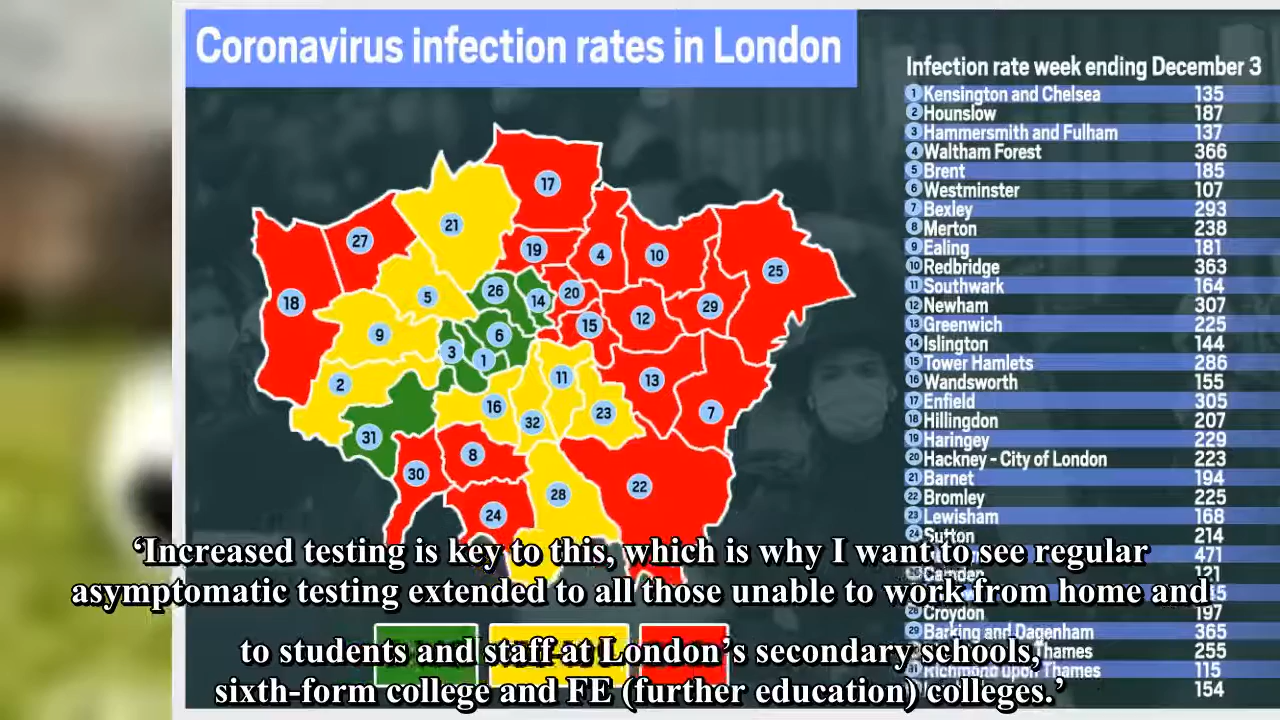 Coronavirus infection rates in London
Infection rate week ending December 3
1 Kensington and Chelsea 135
2 Hounslow 187
3 Hammersmith and Fulham 137
4 Waltham Forest 366
5 Brent 185
6 Westminster 107
7 Bexley 293
8 Merton 238
9 Ealing 181
10 Redbridge 363
11 Southwark 164
12 Newham 307
13 Greenwich 225
14 Islington 144
15 Tower Hamlets 286
16 Wandsworth 155
17 Enfield 305
18 Hillingdon 207
19 Haringey 229
20 Hackney - City of London 223
21 Barnet 194
22 Bromley 225
23 Lewisham 168
24 Sutton 214
471
Camden 121
28 Croydon 197
29 Barking and Dagenham 365
Thames 255
31 Richmond Upon Thames 115
154
17
21
27
19
4
10
25
18
5
26
14
20
29
15
12
9
6
3
1
2
11
13
16
23
7
32
31
8
30
28
22
24
‘Increased testing is key to this, which is why I want to see regular
asymptomatic testing extended to all those unable to work from home and
to students and staff at London’s secondary schools,
sixth-form college and FE (further education) colleges.’